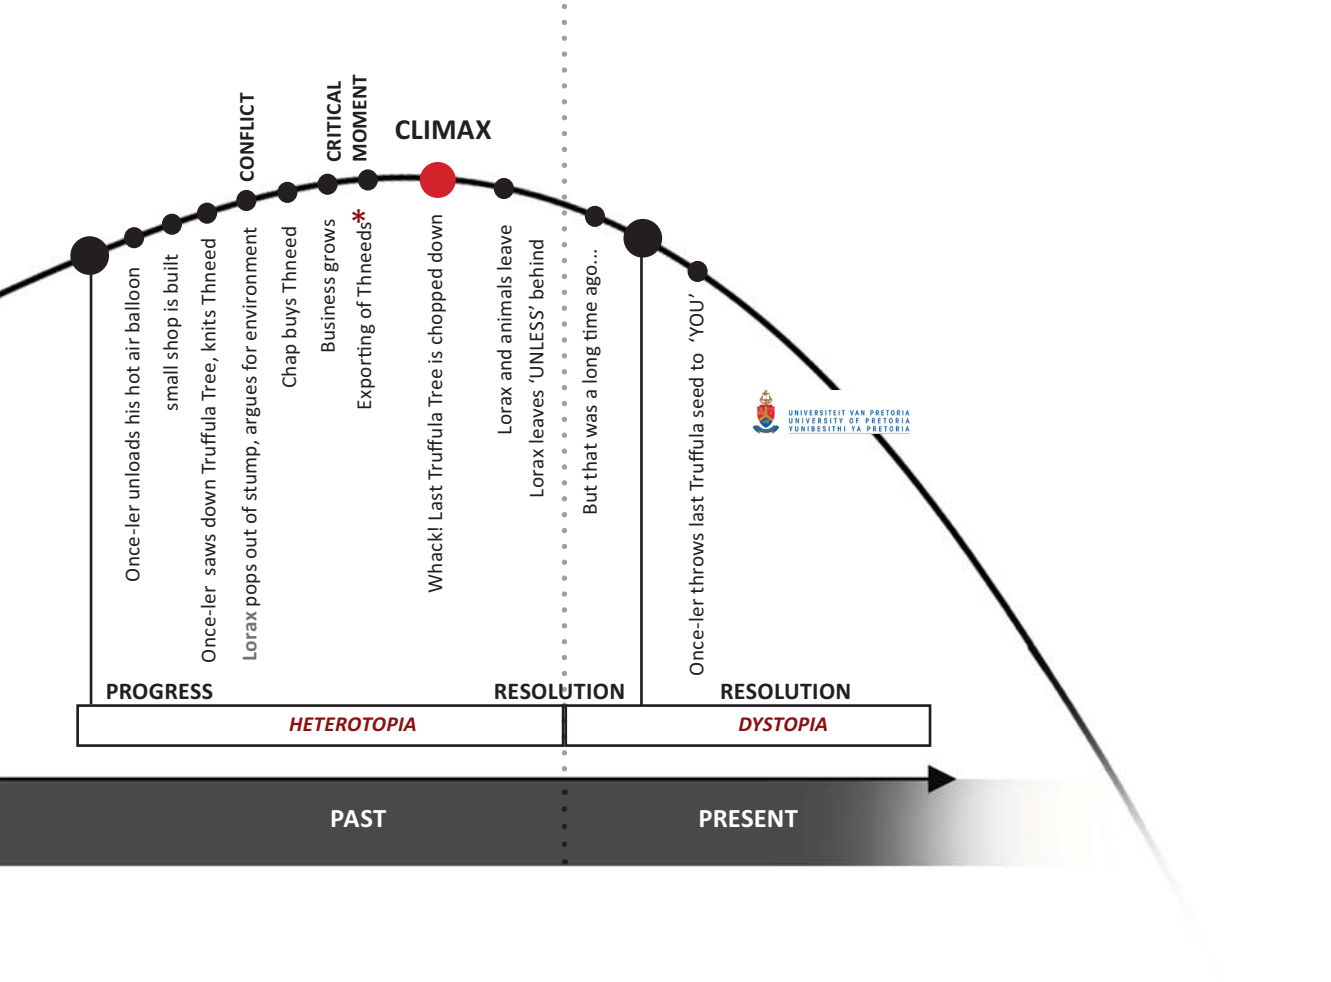 CONFLICT
CRITICAL
MOMENT
CLIMAX
Once-ler unloads his hot air balloon
small shop is built
Once-ler saws down Truffula Tree, knits Thneed
Lorax pops out of stump, argues for environment
Chap buys Thneed
Business grows
Exporting of Thneeds*
Whack! Last Truffula Tree is chopped down
Lorax and animals leave
Lorax leaves ‘UNLESS’ behind
But that was a long time ago...
Once-ler throws last Truffula seed to ‘YOU’
UNIVERSITEIT VAN PRETORIA
UNIVERSITY OF PRETORIA
YUNIBESITHI YA PRETORIA
PROGRESS
RESOLUTION
RESOLUTION
HETEROTOPIA
DYSTOPIA
PAST
PRESENT